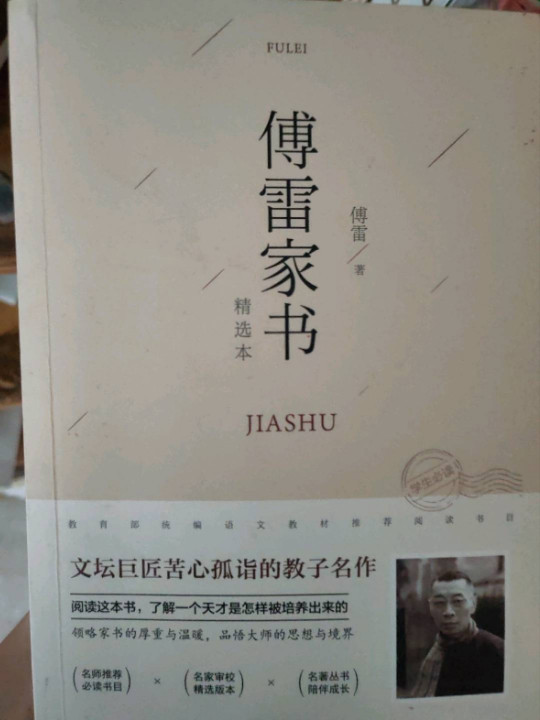 FULEI
傅雷家书
傅雷
著
精选本
JIASHU
学生必读书
教育部统编语文教材推荐阅读书目
文坛巨匠苦心孤诣的教子名作
阅读这本书，了解一个天才是怎样被培养出来的
领略家书的厚重与温暖，品悟大师的思想与境界
名师推荐
必读书目
×
名家审校
精选版本
×
名著丛书
陪伴成长